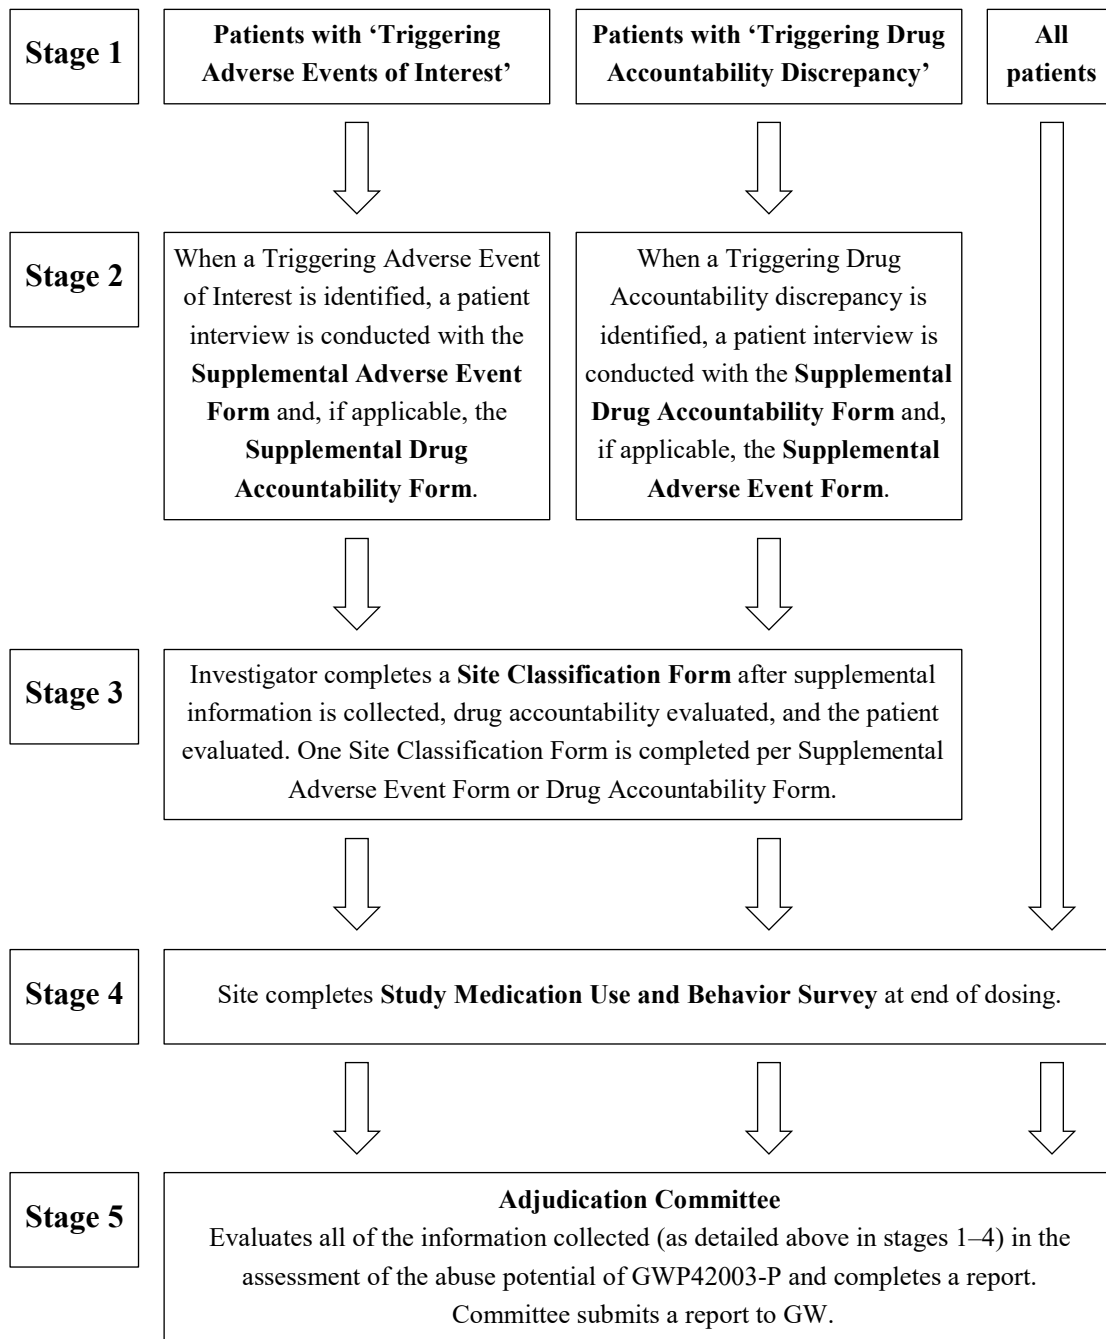 Stage 1
Patients with ‘Triggering
Adverse Events of Interest’
Patients with ‘Triggering Drug
Accountability Discrepancy’
All
patients
Stage 2
When a Triggering Adverse Event
of Interest is identified, a patient
interview is conducted with the
Supplemental Adverse Event
Form and, if applicable, the
Supplemental Drug
Accountability Form.
When a Triggering Drug
Accountability discrepancy is
identified, a patient interview is
conducted with the Supplemental
Drug Accountability Form and,
if applicable, the Supplemental
Adverse Event Form.
Stage 3
Investigator completes a Site Classification Form after supplemental
information is collected, drug accountability evaluated, and the patient
evaluated. One Site Classification Form is completed per Supplemental
Adverse Event Form or Drug Accountability Form.
Stage 4
Site completes Study Medication Use and Behavior Survey at end of dosing.
Stage 5
Adjudication Committee
Evaluates all of the information collected (as detailed above in stages 1–4) in the
assessment of the abuse potential of GWP42003-P and completes a report.
Committee submits a report to GW.